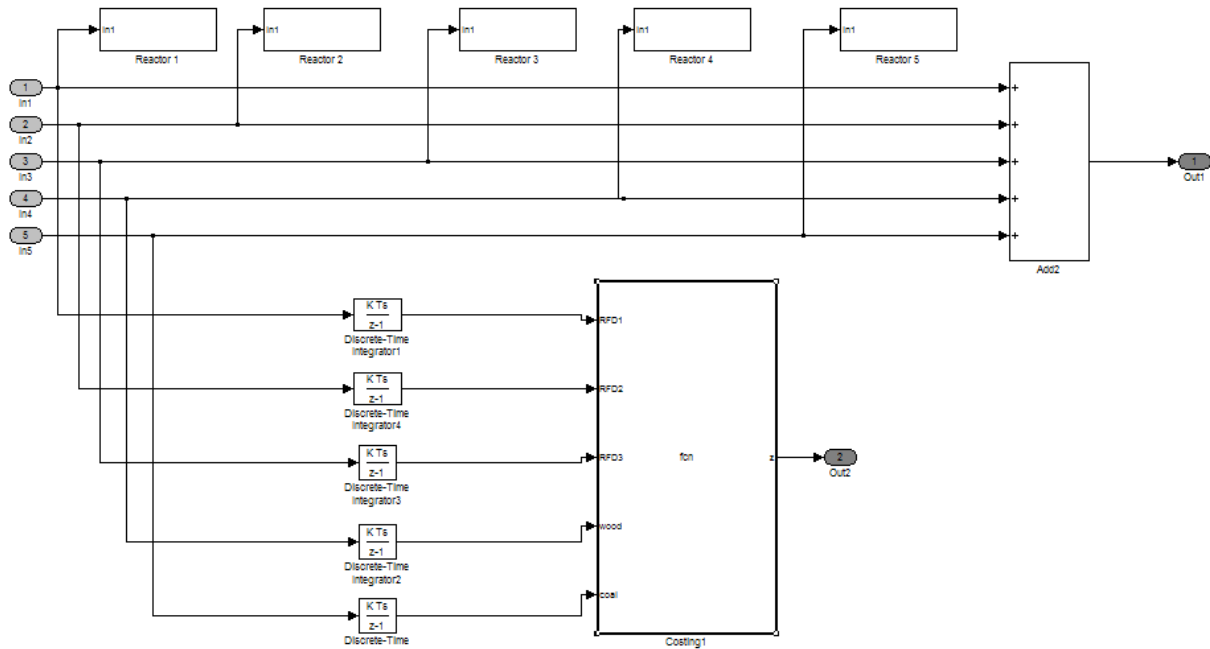 In1
In1
In1
In1
In1
Reactor 1
Reactor 2
Reactor 3
Reactor 4
Reactor 5
1
In1
2
In2
3
In3
4
In4
5
In5
+
+
+
+
+
Add2
1
Out1
K Ts
z-1
Discrete-Time
Integrator1
K Ts
z-1
Discrete-Time
Integrator4
K Ts
z-1
Discrete-Time
Integrator3
K Ts
z-1
Discrete-Time
Integrator2
K Ts
z-1
Discrete-Time
RFD1
RFD2
RFD3
wood
coal
fcn
z
Costing1
2
Out2